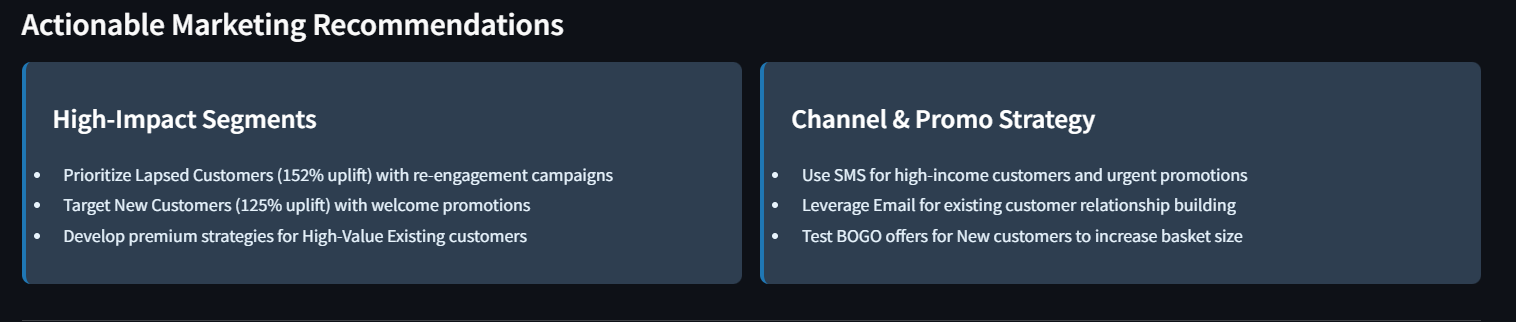 Actionable Marketing Recommendations
High-Impact Segments
• Prioritize Lapsed Customers (152% uplift) with re-engagement campaigns
• Target New Customers (125% uplift) with welcome promotions
• Develop premium strategies for High-Value Existing customers
Channel & Promo Strategy
• Use SMS for high-income customers and urgent promotions
• Leverage Email for existing customer relationship building
• Test BOGO offers for New customers to increase basket size